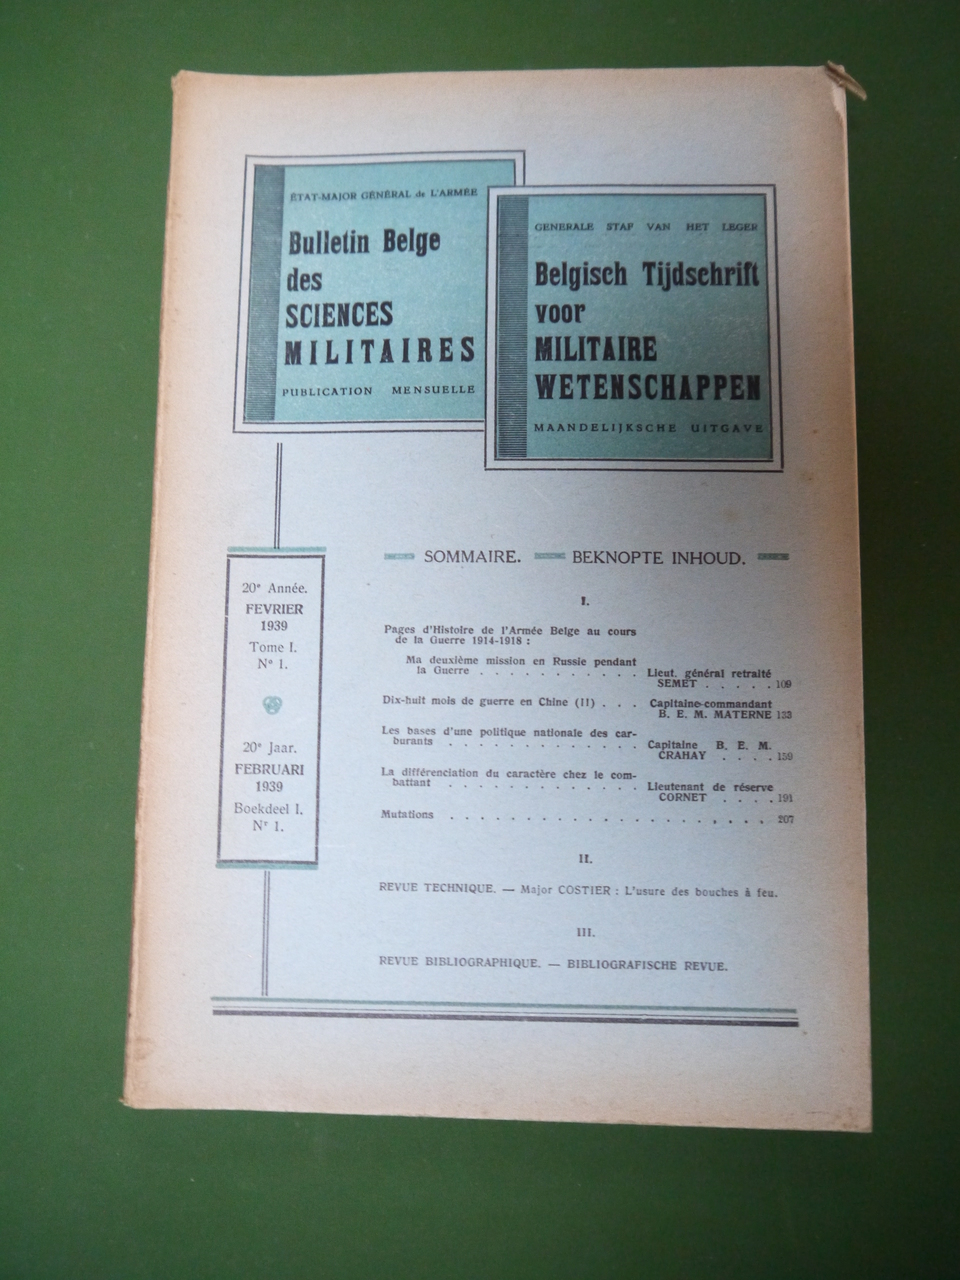 ÉTAT-MAJOR GÉNÉRAL de L'ARMÉE
Bulletin Belge
des
SCIENCES
MILITAIRES
PUBLICATION MENSUELLE
GENERALE STAF VAN HET LEGER
Belgisch Tijdschrift
voor
MILITAIRE
WETENSCHAPPEN
MAANDELIJKSCHE UITGAVE
20e Année.
FEVRIER
1939
Tome I.
No 1.
20e Jaar.
FEBRUARI
1939
Boekdeel I.
Nr 1.
SOMMAIRE. BEKNOPTE INHOUD.
I.
Pages d'Histoire de l'Armée Belge au cours
de la Guerre 1914-1918 :
Ma deuxième mission en Russie pendant
la Guerre . . . . . . . . . . . Lieut. général retraité
SEMET . . . . . 109
Dix-huit mois de guerre en Chine (II) . . . Capitaine-commandant
B. E. M. MATERNE 133
Les bases d'une politique nationale des car-
burants . . . . . . . . . . . . . Capitaine B. E. M.
CRAHAY . . . . 159
La différenciation du caractère chez le com-
battant . . . . . . . . . . . . . Lieutenant de réserve
CORNET . . . . 191
Mutations . . . . . . . . . . . . . . . . . . . . 207
II.
REVUE TECHNIQUE. — Major COSTIER : L'usure des bouches à feu.
III.
REVUE BIBLIOGRAPHIQUE. — BIBLIOGRAFISCHE REVUE.